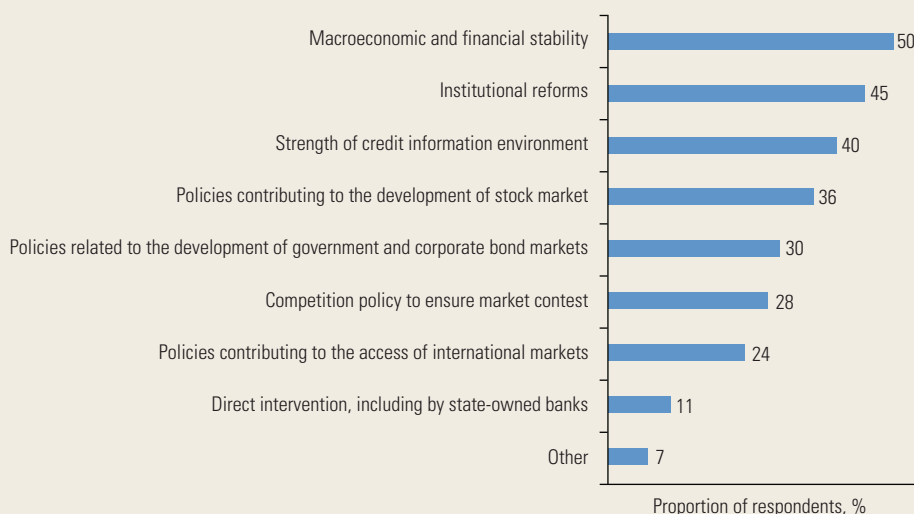 Macroeconomic and financial stability 50
Institutional reforms 45
Strength of credit information environment 40
Policies contributing to the development of stock market 36
Policies related to the development of government and corporate bond markets 30
Competition policy to ensure market contest 28
Policies contributing to the access of international markets 24
Direct intervention, including by state-owned banks 11
Other 7
Proportion of respondents, %